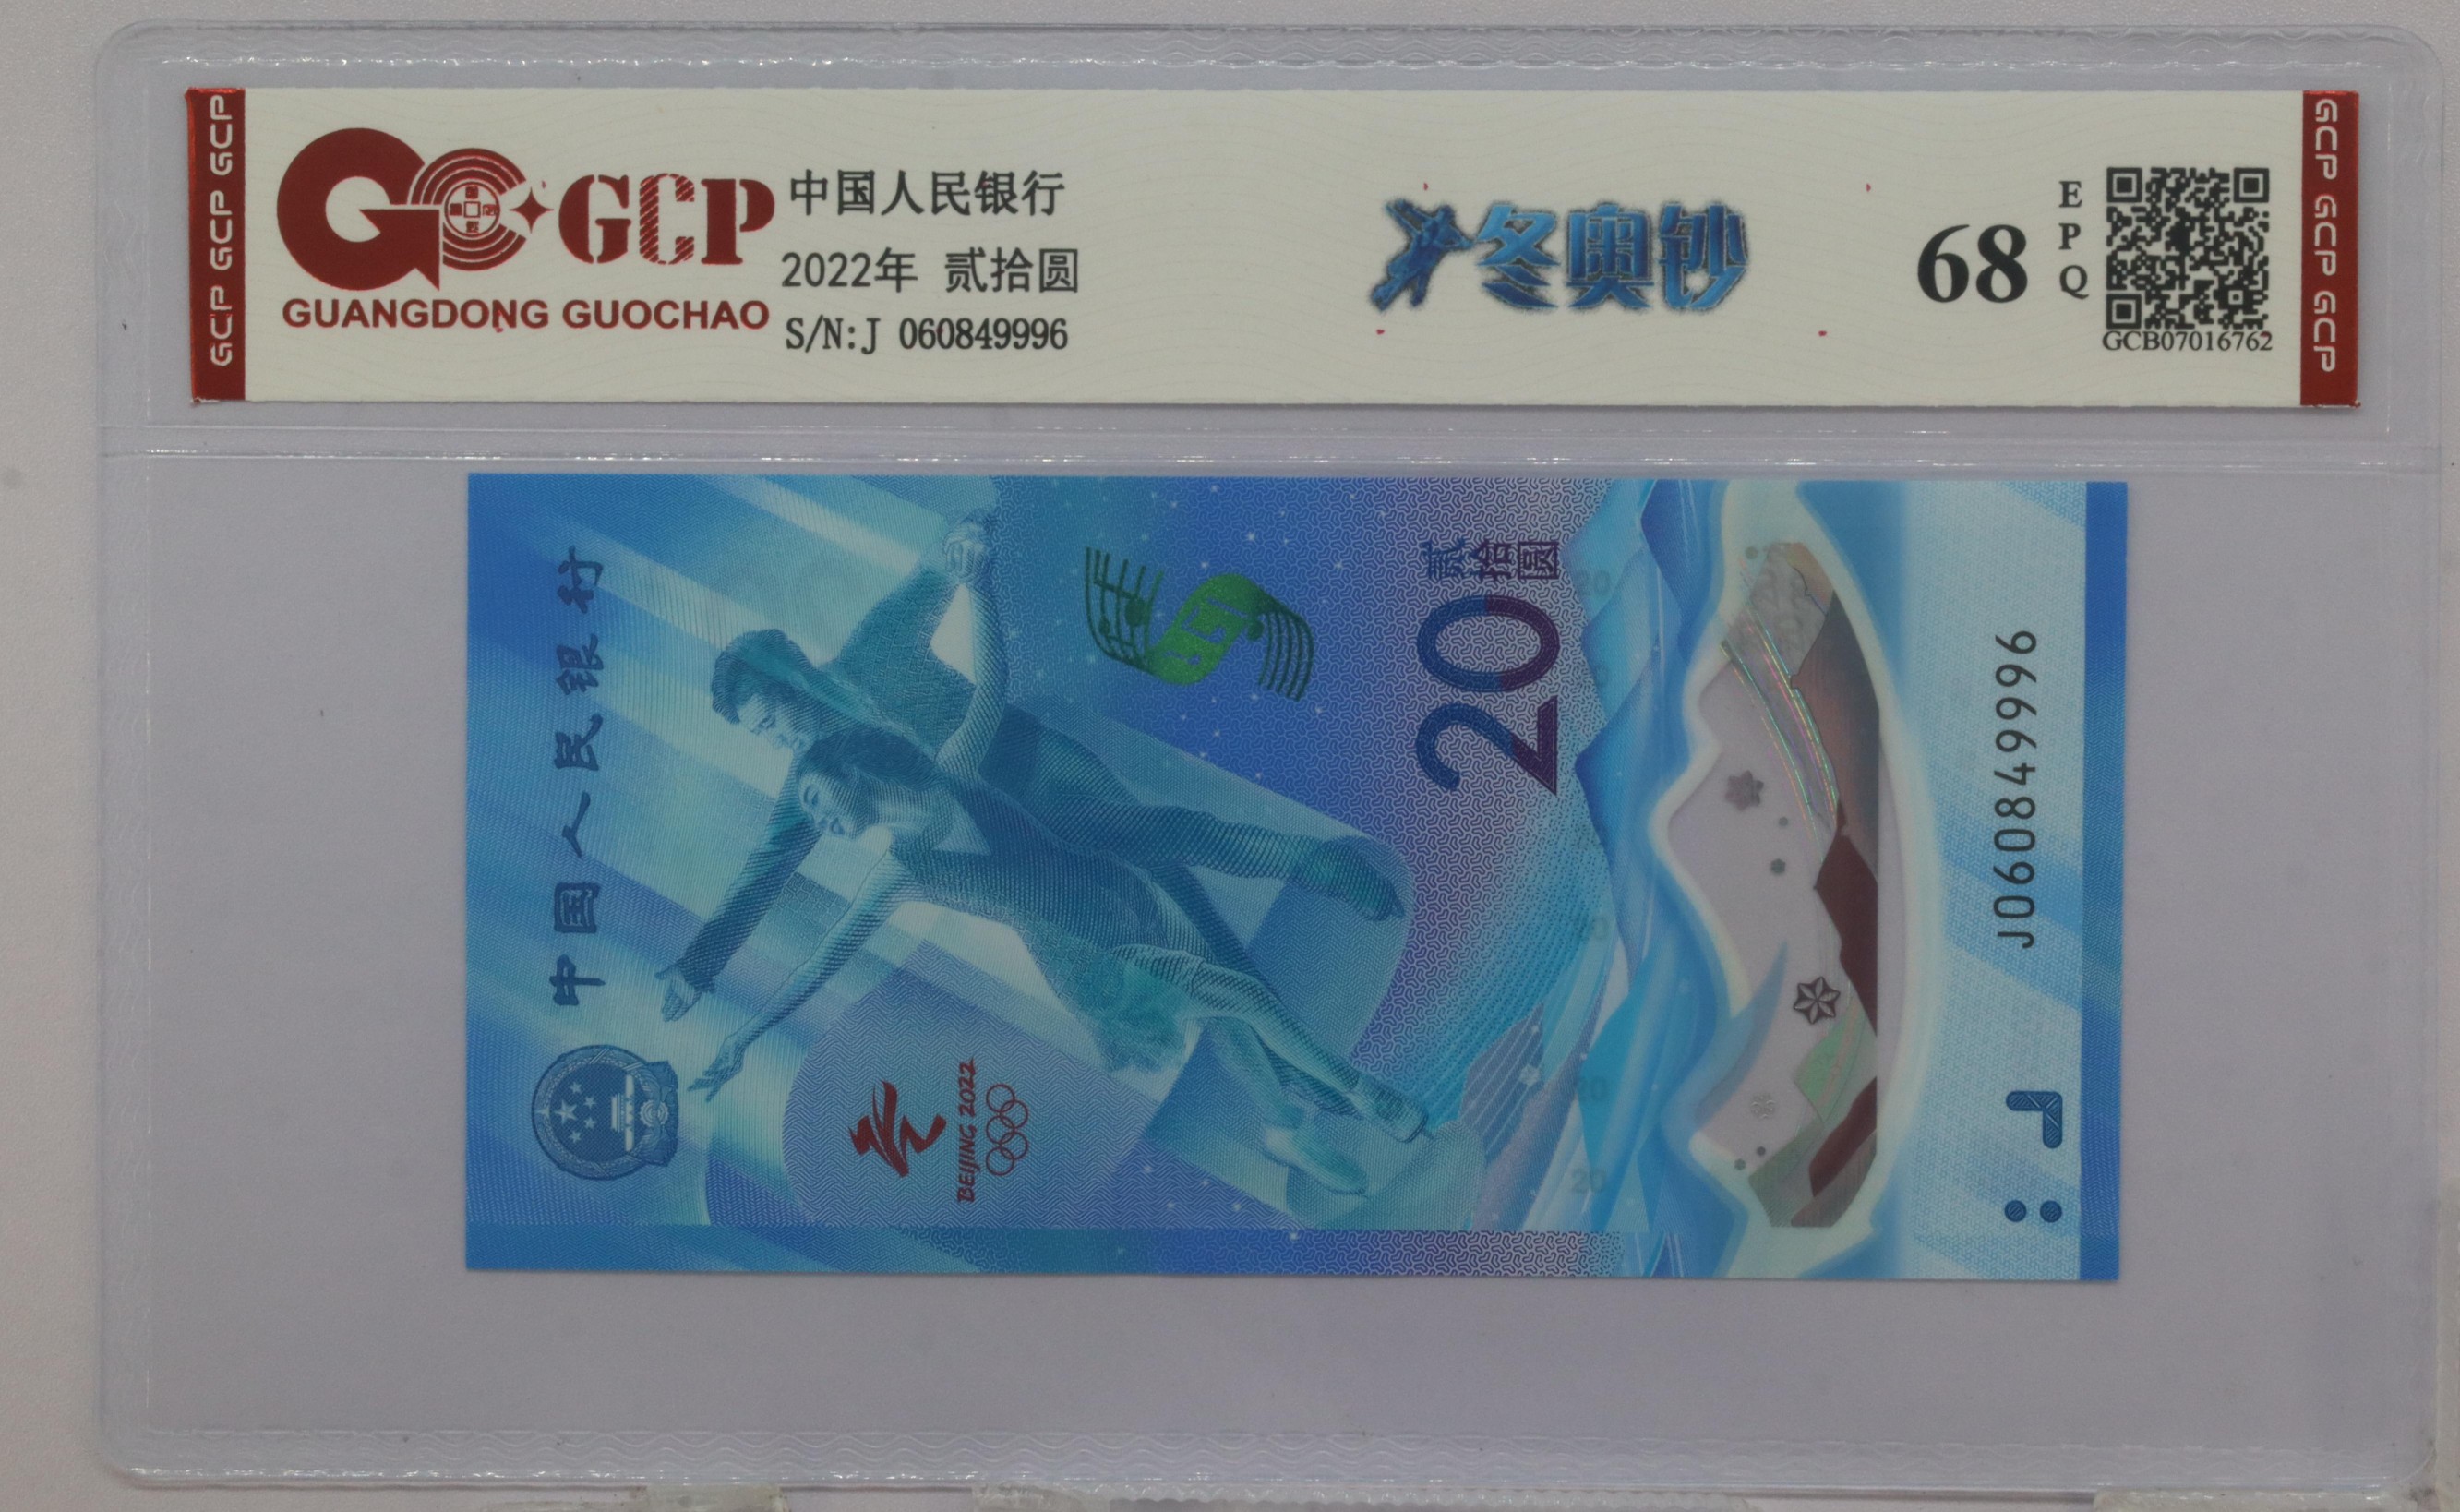 GCP GCP GCP
GCP
GUANGDONG GUOCHAO
中国人民银行
2022年 贰拾圆
S/N:J 060849996
冬奥钞
68
EPQ
GCB07016762
GCP GCP GCP
中国人民银行
BEIJING 2022
贰拾圆
20
20
20
J060849996